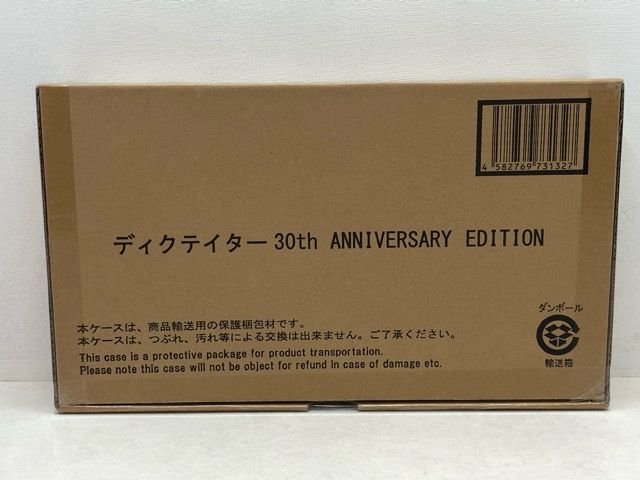 4 582769 731327
ディクテイター 30th ANNIVERSARY EDITION
本ケースは、商品輸送用の保護梱包材です。
本ケースは、つぶれ、汚れ等による交換は出来ません。ご了承ください。
This case is a protective package for product transportation.
Please note this case will not be object for refund in case of damage etc.
ダンボール
輸送箱